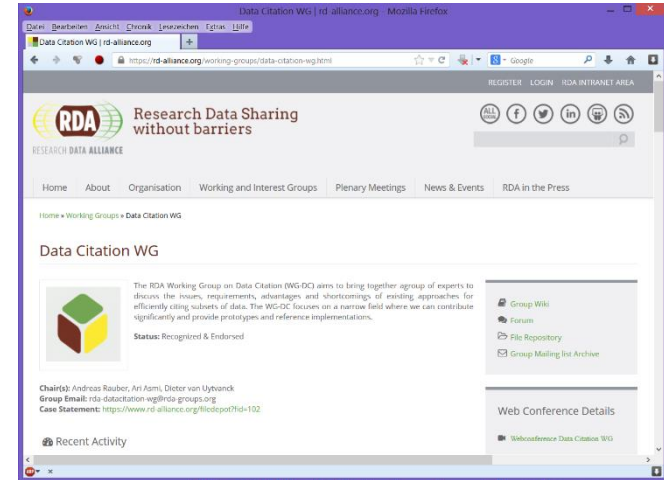 Data Citation WG | rd-alliance.org - Mozilla Firefox
Datei Bearbeiten Ansicht Chronik Lesezeichen Extras Hilfe
Data Citation WG | rd-alliance.org
https://rd-alliance.org/working-groups/data-citation-wg.html
Google
REGISTER LOGIN RDA INTRANET AREA
RDA
RESEARCH DATA ALLIANCE
Research Data Sharing
without barriers
Home About Organisation Working and Interest Groups Plenary Meetings News & Events RDA in the Press
Home » Working Groups » Data Citation WG
Data Citation WG
The RDA Working Group on Data Citation (WG-DC) aims to bring together agroup of experts to
discuss the issues, requirements, advantages and shortcomings of existing approaches for
efficiently citing subsets of data. The WG-DC focuses on a narrow field where we can contribute
significantly and provide prototypes and reference implementations.
Status: Recognized & Endorsed
Group Wiki
Forum
File Repository
Group Mailing list Archive
Chair(s): Andreas Rauber, Ari Asmi, Dieter van Uytvanck
Group Email: rda-datacitation-wg@rda-groups.org
Case Statement: https://www.rd-alliance.org/filedepot?fid=102
Web Conference Details
Webconference Data Citation WG
Recent Activity